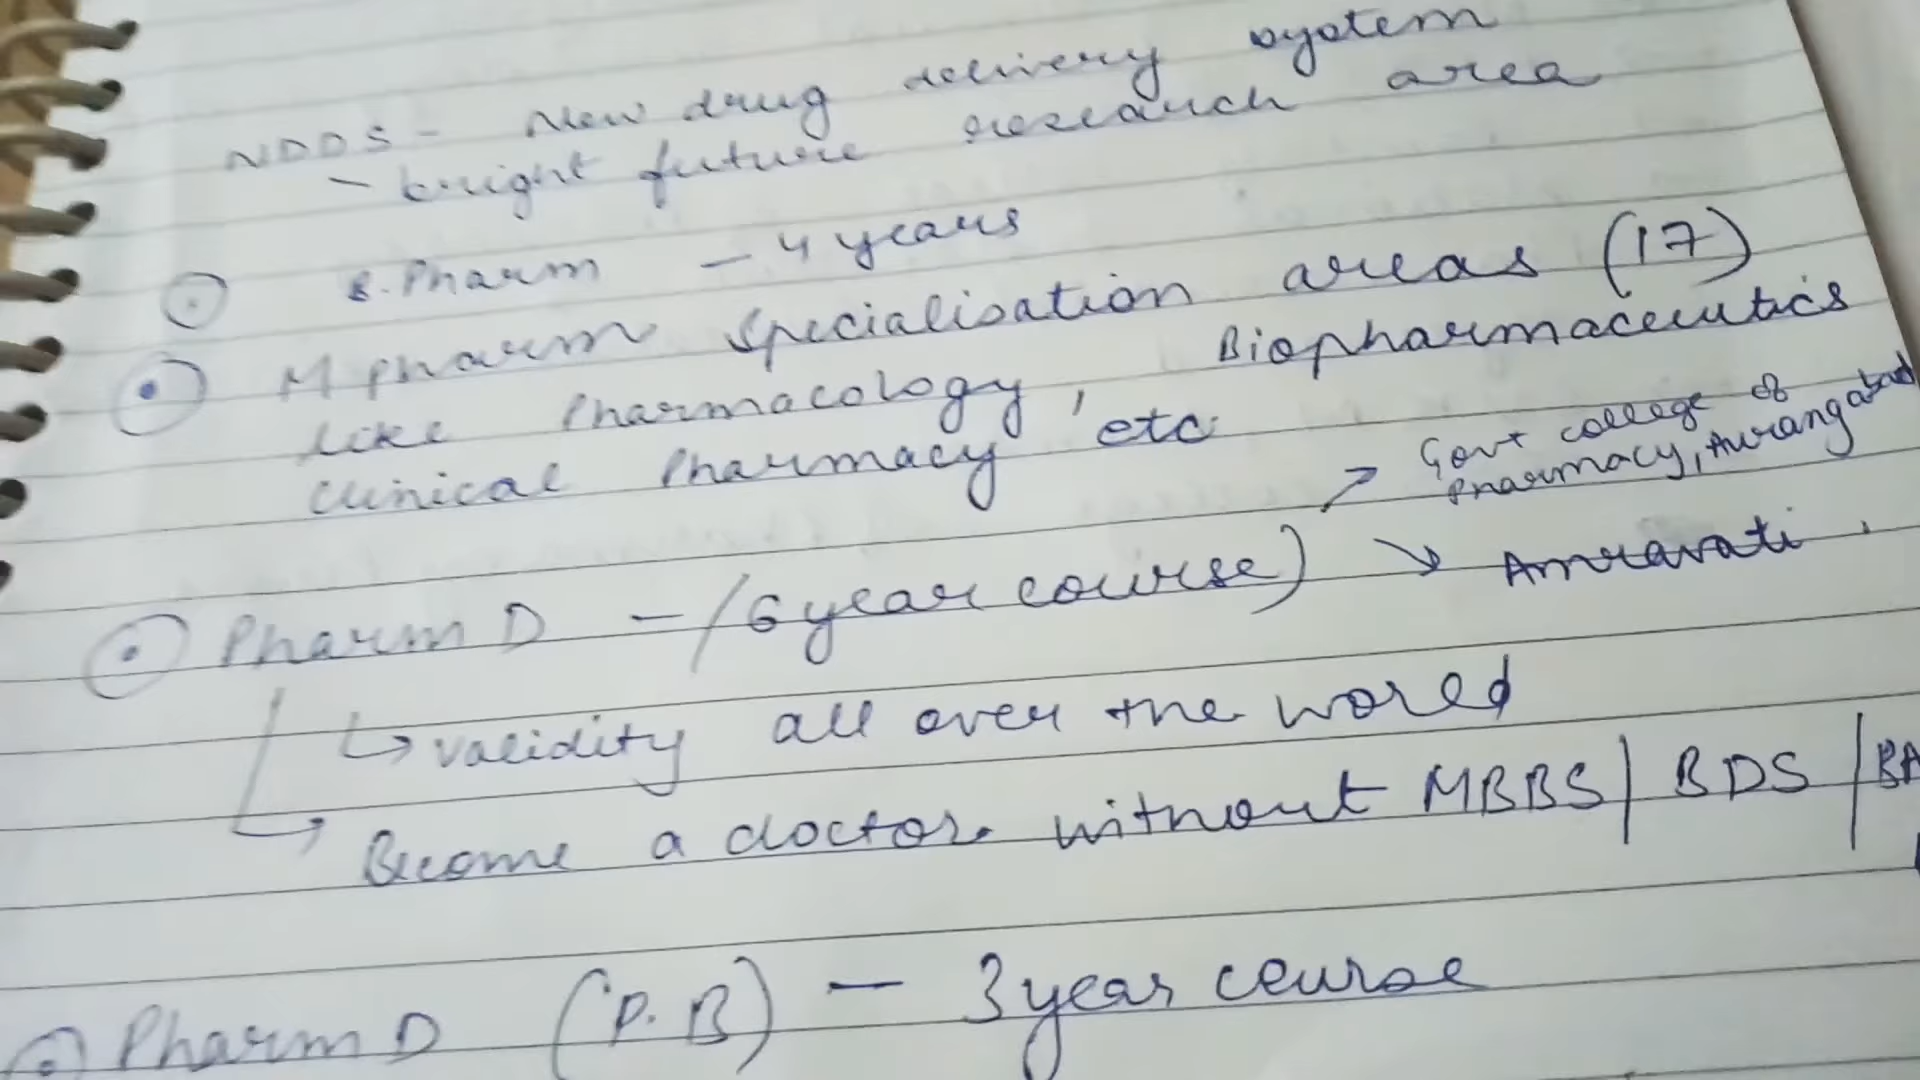 NDDS - New drug delivery system
- bright future research area
B. Pharm - 4 years
M pharm specialisation areas (17)
like Pharmacology, Biopharmaceutics
Clinical Pharmacy, etc
Govt college of
Pharmacy, Aurangabad
Pharm D - (6 year course)
Amravati
validity all over the world
Become a doctor without MBBS | BDS | BA
Pharm D (P.B) - 3 year course